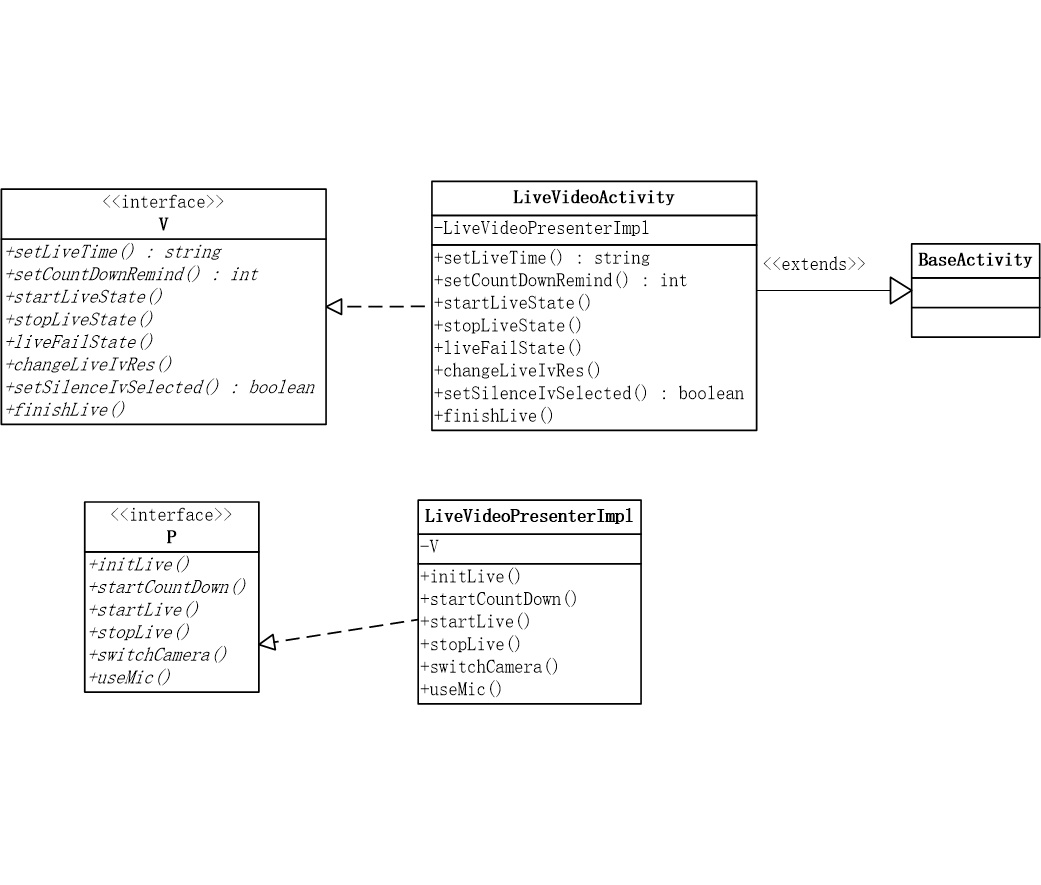 <<interface>>
V
+setLiveTime() : string
+setCountDownRemind() : int
+startLiveState()
+stopLiveState()
+liveFailState()
+changeLiveIvRes()
+setSilenceIvSelected() : boolean
+finishLive()
LiveVideoActivity
-LiveVideoPresenterImpl
+setLiveTime() : string
+setCountDownRemind() : int
+startLiveState()
+stopLiveState()
+liveFailState()
+changeLiveIvRes()
+setSilenceIvSelected() : boolean
+finishLive()
<<extends>>
BaseActivity
<<interface>>
P
+initLive()
+startCountDown()
+startLive()
+stopLive()
+switchCamera()
+useMic()
LiveVideoPresenterImpl
-V
+initLive()
+startCountDown()
+startLive()
+stopLive()
+switchCamera()
+useMic()